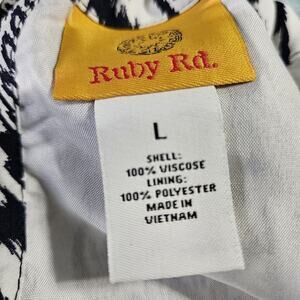 Ruby Rd.
L
SHELL:
100% VISCOSE
LINING:
100% POLYESTER
MADE IN
VIETNAM